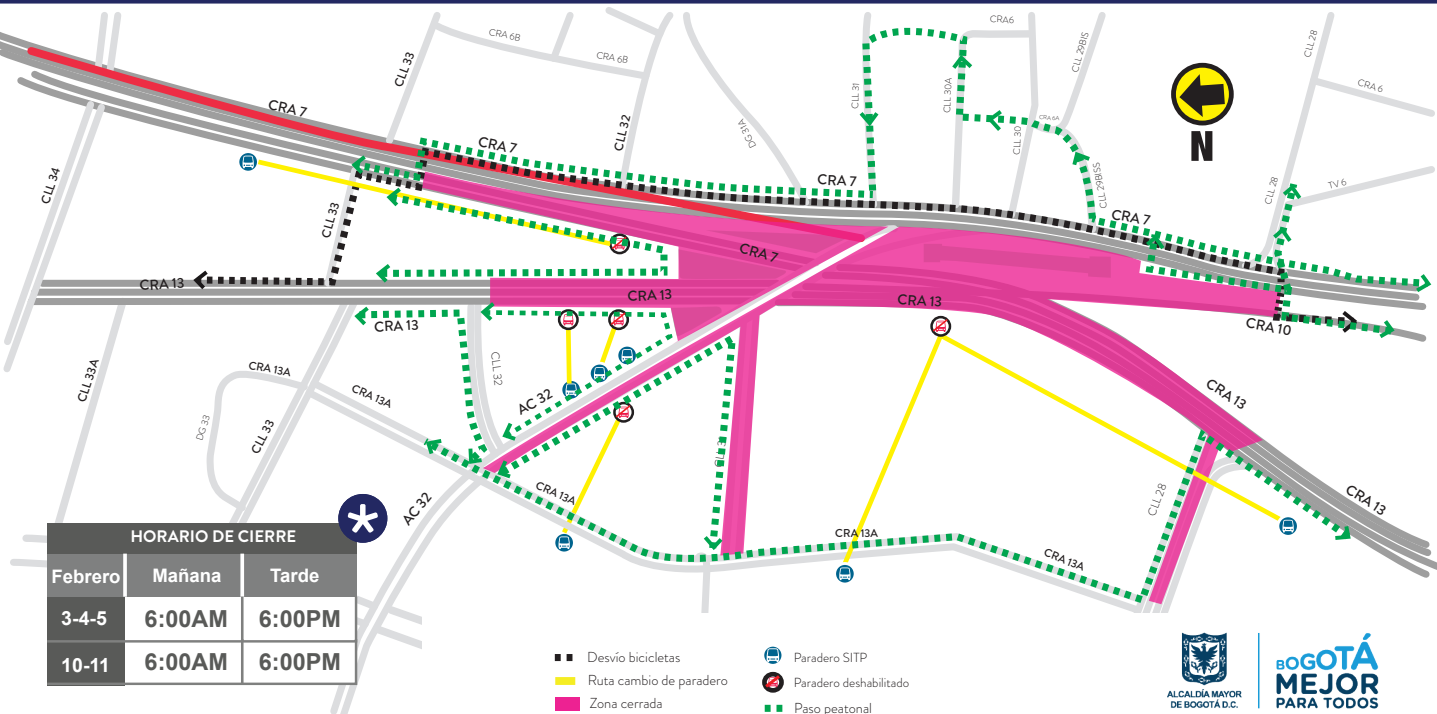 CRA6
CRA 6B
CRA 6B
CLL 33
CLL 31
CLL 30A
CLL 29BIS
CLL 28
CRA 6
CRA 7
CLL 32
DG 31A
CRA 6A
CLL 30
N
CRA 7
CRA 7
CLL 29BIS
CLL 28
TV 6
CLL 34
CLL 33
CRA 7
CRA 7
CRA 13
CRA 13
CRA 13
CRA 10
CRA 13
CLL 33A
CRA 13A
CRA 13A
CLL 32
AC 32
CRA 13
DG 33
CLL 33
AC 32
CRA 13A
CRA 13A
CRA 13A
CLL 28
CRA 13
HORARIO DE CIERRE
Febrero Mañana Tarde
3-4-5 6:00AM 6:00PM
10-11 6:00AM 6:00PM
Desvío bicicletas
Ruta cambio de paradero
Zona cerrada
Paradero SITP
Paradero deshabilitado
Paso peatonal
ALCALDÍA MAYOR
DE BOGOTÁ D.C.
BOGOTÁ
MEJOR
PARA TODOS